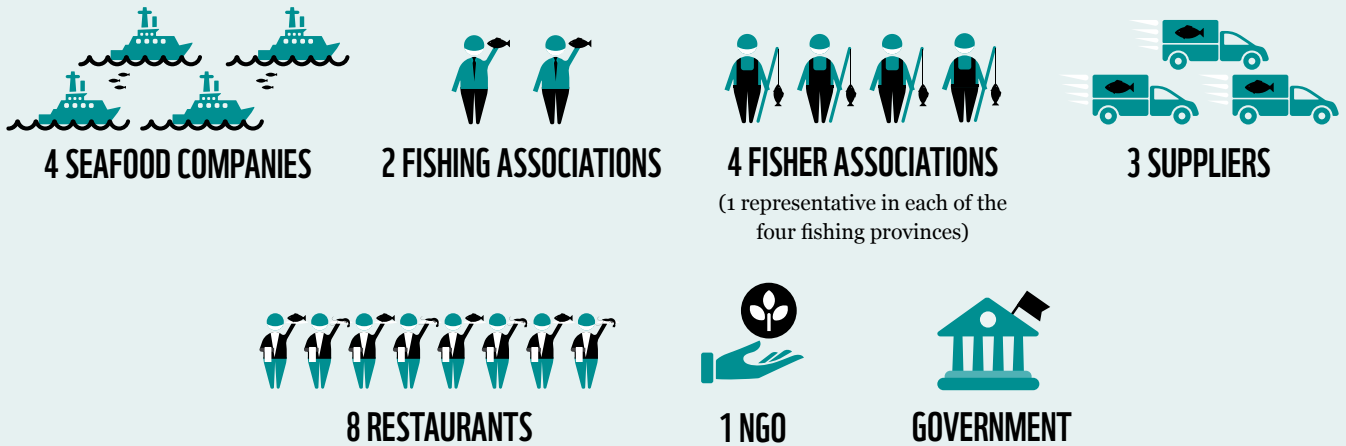 4 SEAFOOD COMPANIES
2 FISHING ASSOCIATIONS
4 FISHER ASSOCIATIONS
(1 representative in each of the
four fishing provinces)
3 SUPPLIERS
8 RESTAURANTS
1 NGO
GOVERNMENT